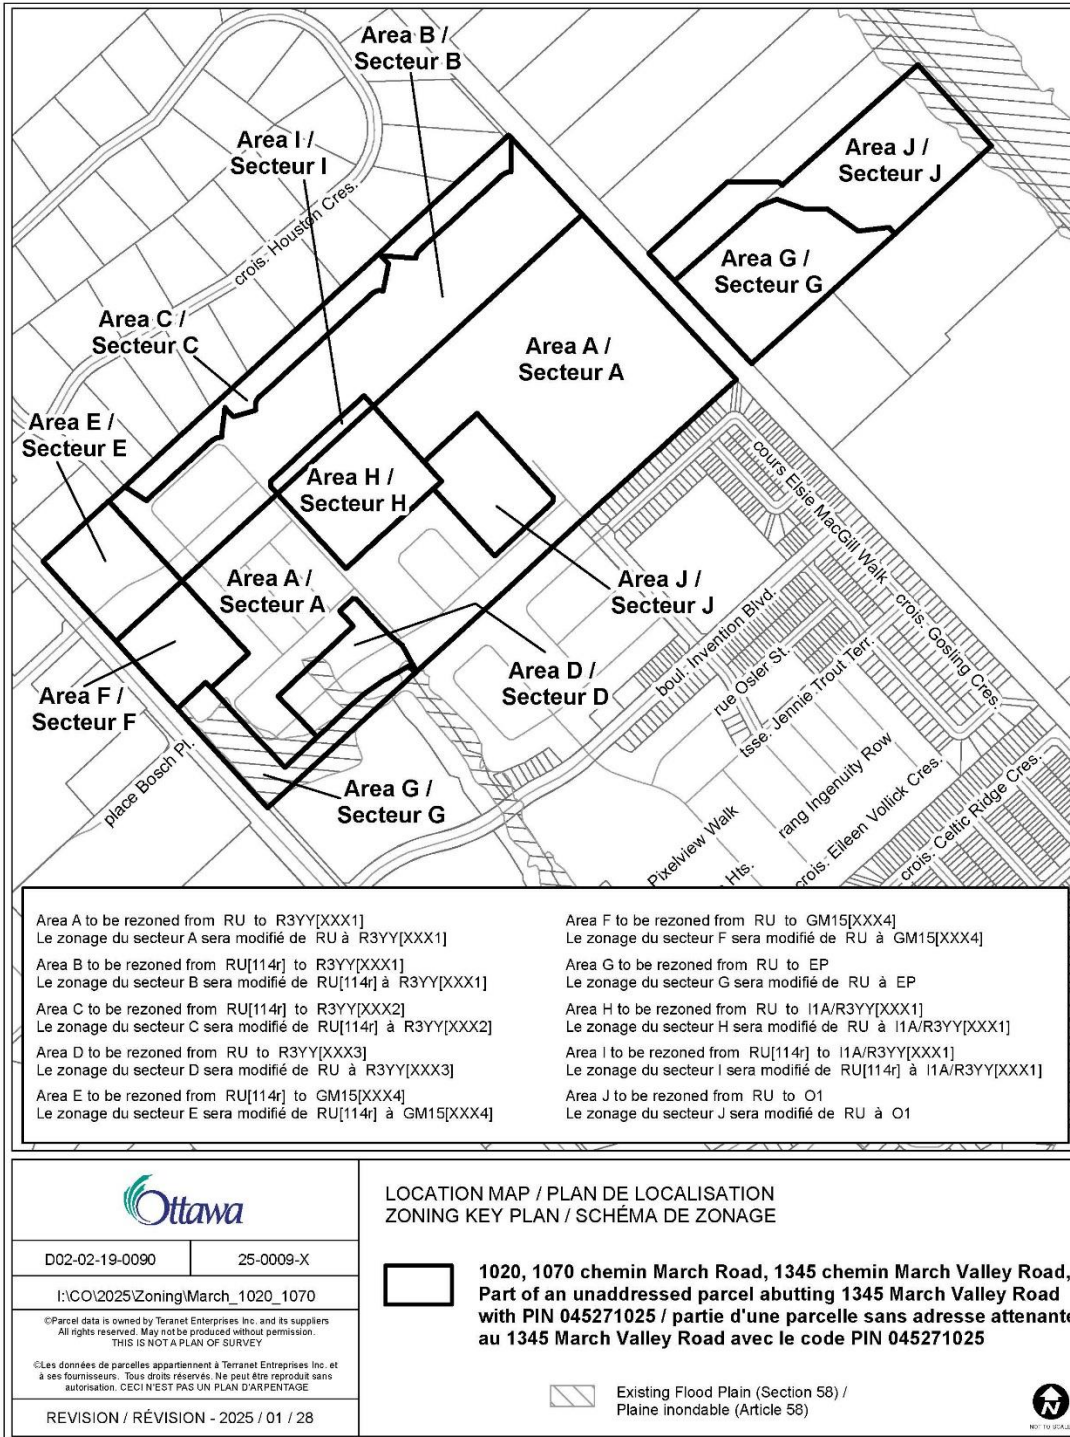 Area B /
Secteur B
Area I /
Secteur I
Area J /
Secteur J
crois. Houston Cres.
Area G /
Secteur G
Area C /
Secteur C
Area A /
Secteur A
Area E /
Secteur E
Area H /
Secteur H
cours Elsie MacGill Walk
Area A /
Secteur A
Area J /
Secteur J
crois. Gosling Cres.
boul. Invention Blvd.
rue Osler St.
Area D /
Secteur D
tsse. Jennie Trout Terr.
Area F /
Secteur F
place Bosch Pl.
Area G /
Secteur G
rang Ingenuity Row
Pixelview Walk
Hts.
crois. Eileen Vollick Cres.
crois. Celtic Ridge Cres.
Area A to be rezoned from RU to R3YY[XXX1]
Le zonage du secteur A sera modifié de RU à R3YY[XXX1]
Area B to be rezoned from RU[114r] to R3YY[XXX1]
Le zonage du secteur B sera modifié de RU[114r] à R3YY[XXX1]
Area C to be rezoned from RU[114r] to R3YY[XXX2]
Le zonage du secteur C sera modifié de RU[114r] à R3YY[XXX2]
Area D to be rezoned from RU to R3YY[XXX3]
Le zonage du secteur D sera modifié de RU à R3YY[XXX3]
Area E to be rezoned from RU[114r] to GM15[XXX4]
Le zonage du secteur E sera modifié de RU[114r] à GM15[XXX4]
Area F to be rezoned from RU to GM15[XXX4]
Le zonage du secteur F sera modifié de RU à GM15[XXX4]
Area G to be rezoned from RU to EP
Le zonage du secteur G sera modifié de RU à EP
Area H to be rezoned from RU to I1A/R3YY[XXX1]
Le zonage du secteur H sera modifié de RU à I1A/R3YY[XXX1]
Area I to be rezoned from RU[114r] to I1A/R3YY[XXX1]
Le zonage du secteur I sera modifié de RU[114r] à I1A/R3YY[XXX1]
Area J to be rezoned from RU to O1
Le zonage du secteur J sera modifié de RU à O1
Ottawa
D02-02-19-0090
25-0009-X
I:\CO\2025\Zoning\March_1020_1070
©Parcel data is owned by Teranet Enterprises Inc. and its suppliers
All rights reserved. May not be produced without permission.
THIS IS NOT A PLAN OF SURVEY
©Les données de parcelles appartiennent à Terranet Entreprises Inc. et
à ses fournisseurs. Tous droits réservés. Ne peut être reproduit sans
autorisation. CECI N'EST PAS UN PLAN D'ARPENTAGE
REVISION / RÉVISION - 2025 / 01 / 28
LOCATION MAP / PLAN DE LOCALISATION
ZONING KEY PLAN / SCHÉMA DE ZONAGE
1020, 1070 chemin March Road, 1345 chemin March Valley Road,
Part of an unaddressed parcel abutting 1345 March Valley Road
with PIN 045271025 / partie d'une parcelle sans adresse attenante
au 1345 March Valley Road avec le code PIN 045271025
Existing Flood Plain (Section 58) /
Plaine inondable (Article 58)
N
NOT TO SCALE